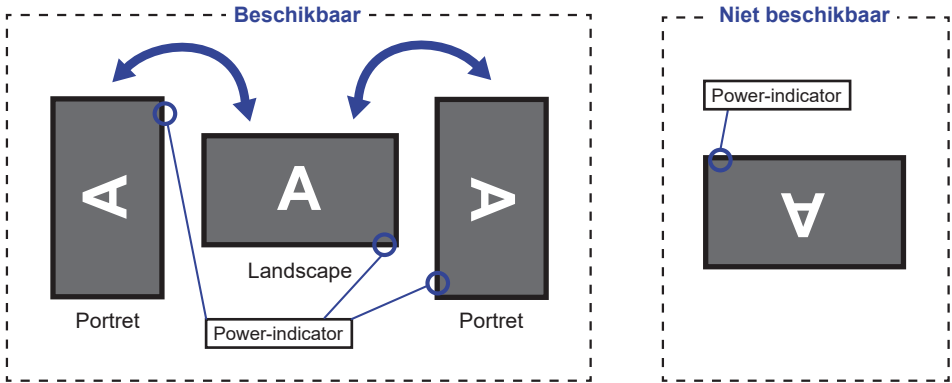 Beschikbaar
Niet beschikbaar
Power-indicator
A
A
A
A
Landscape
Portret
Portret
Power-indicator